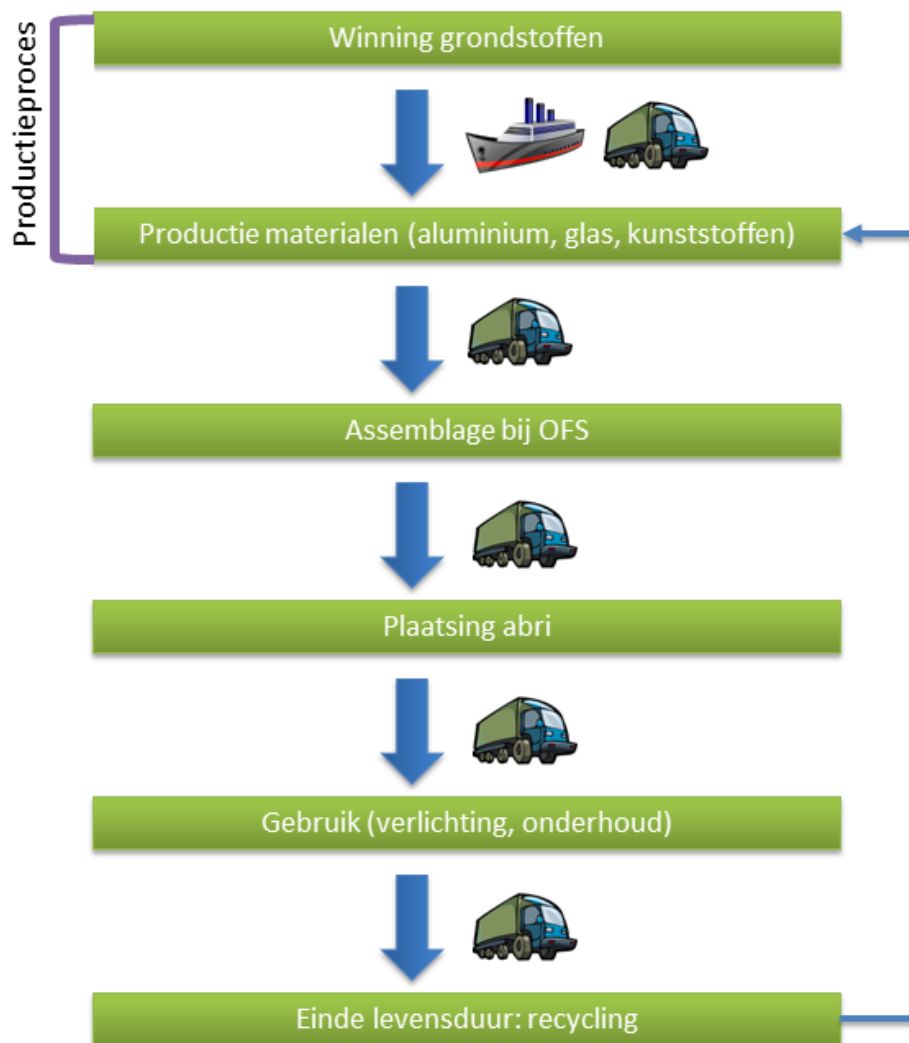 Productieproces
Winning grondstoffen
Productie materialen (aluminium, glas, kunststoffen)
Assemblage bij OFS
Plaatsing abri
Gebruik (verlichting, onderhoud)
Einde levensduur: recycling